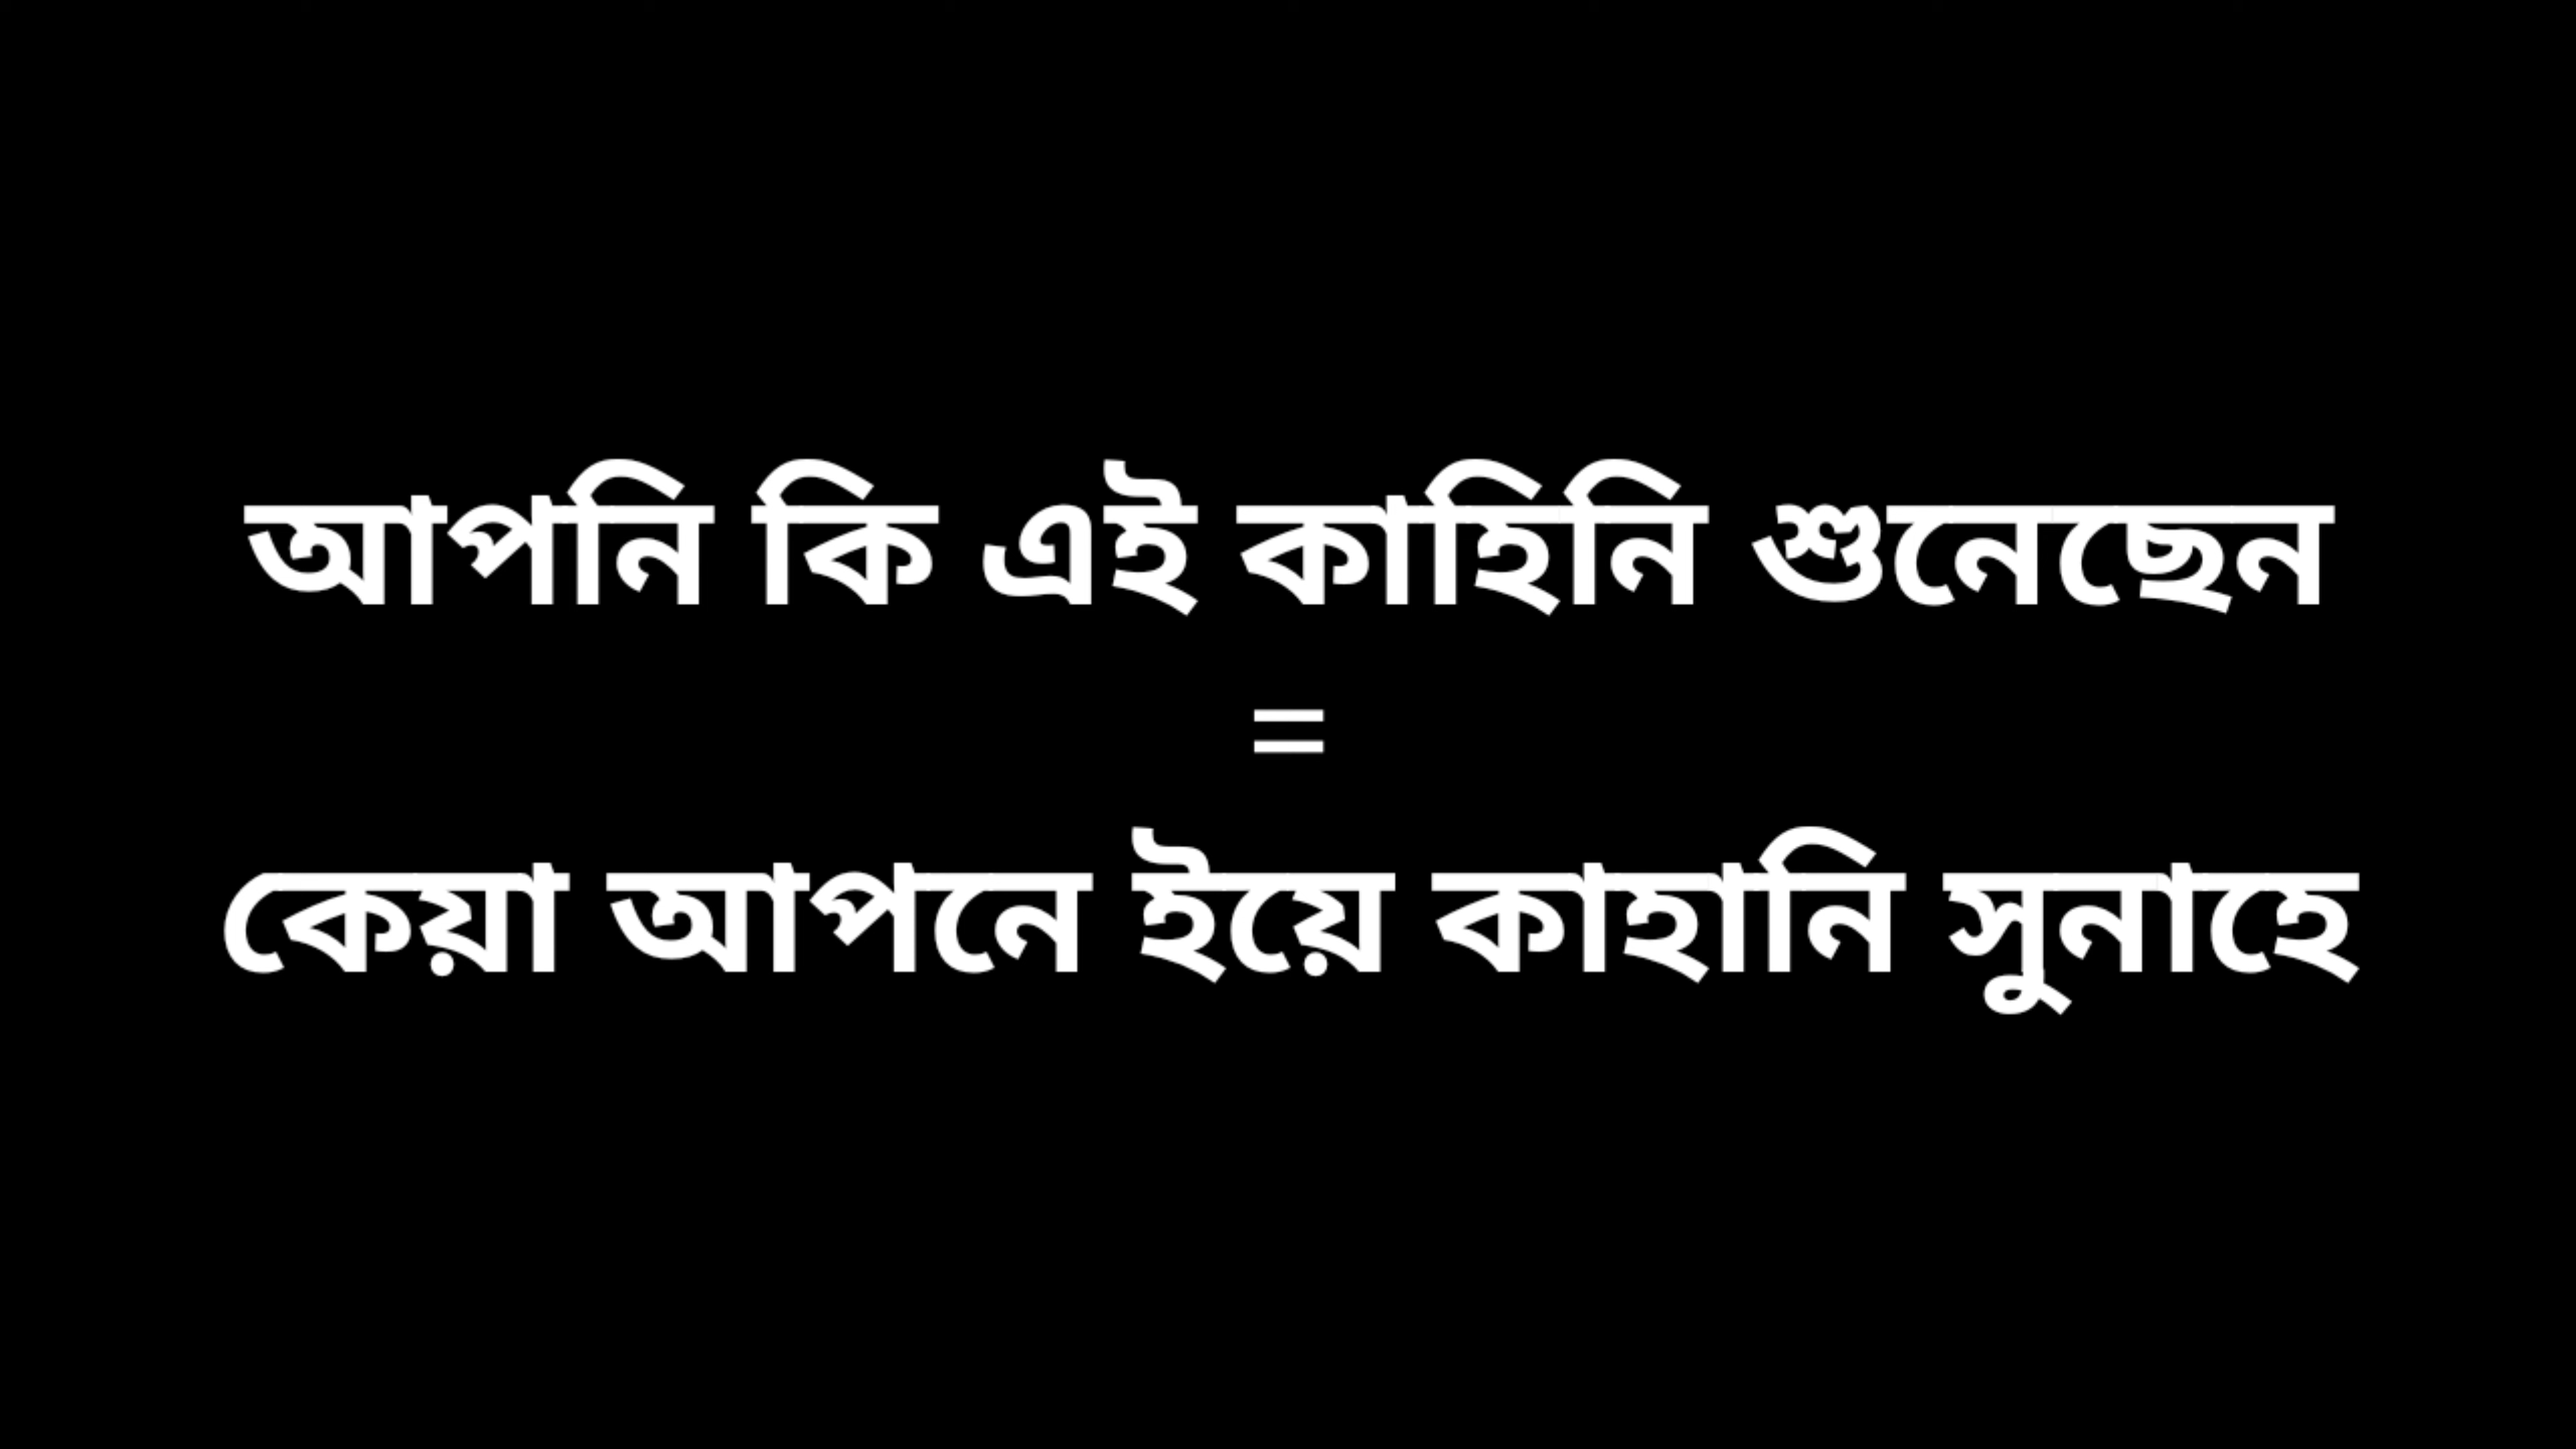 আপনি কি এই কাহিনি শুনেছেন
=
কেয়া আপনে ইয়ে কাহানি সুনাহে